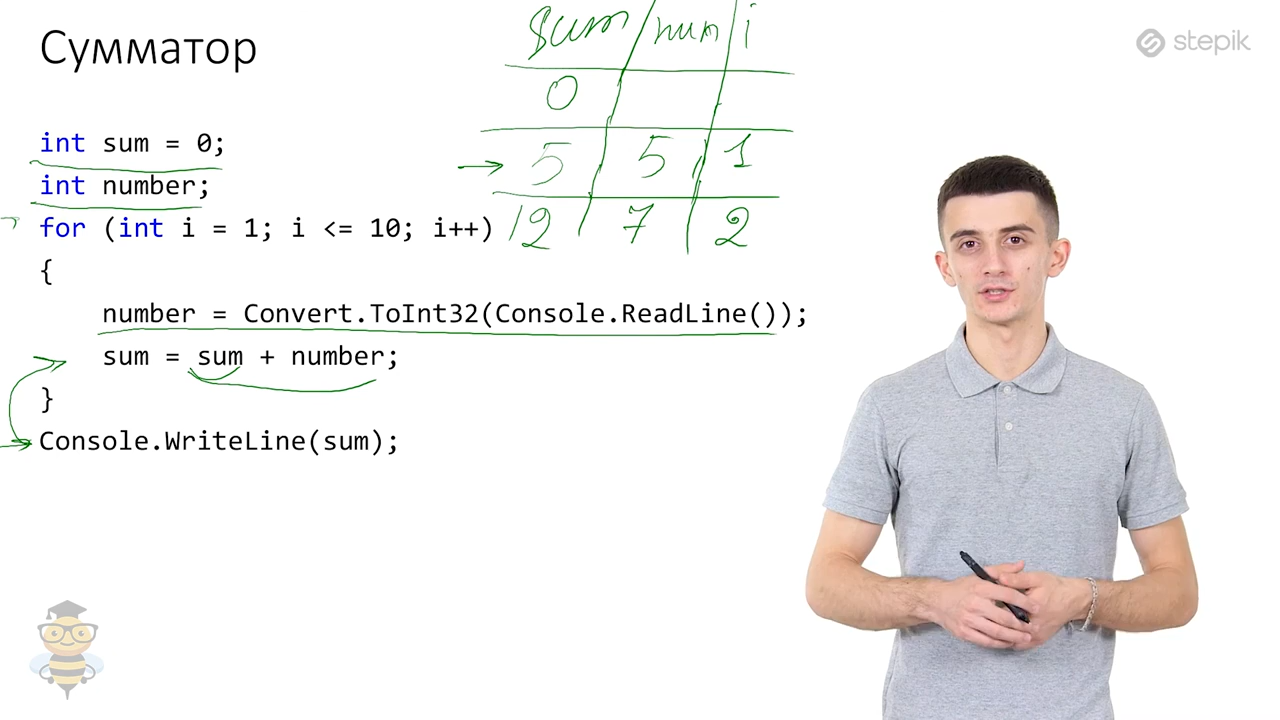 Сумматор
stepik
sum num i
0
5 5 1
12 7 2
int sum = 0;
int number;
for (int i = 1; i <= 10; i++)
{
    number = Convert.ToInt32(Console.ReadLine());
    sum = sum + number;
}
Console.WriteLine(sum);